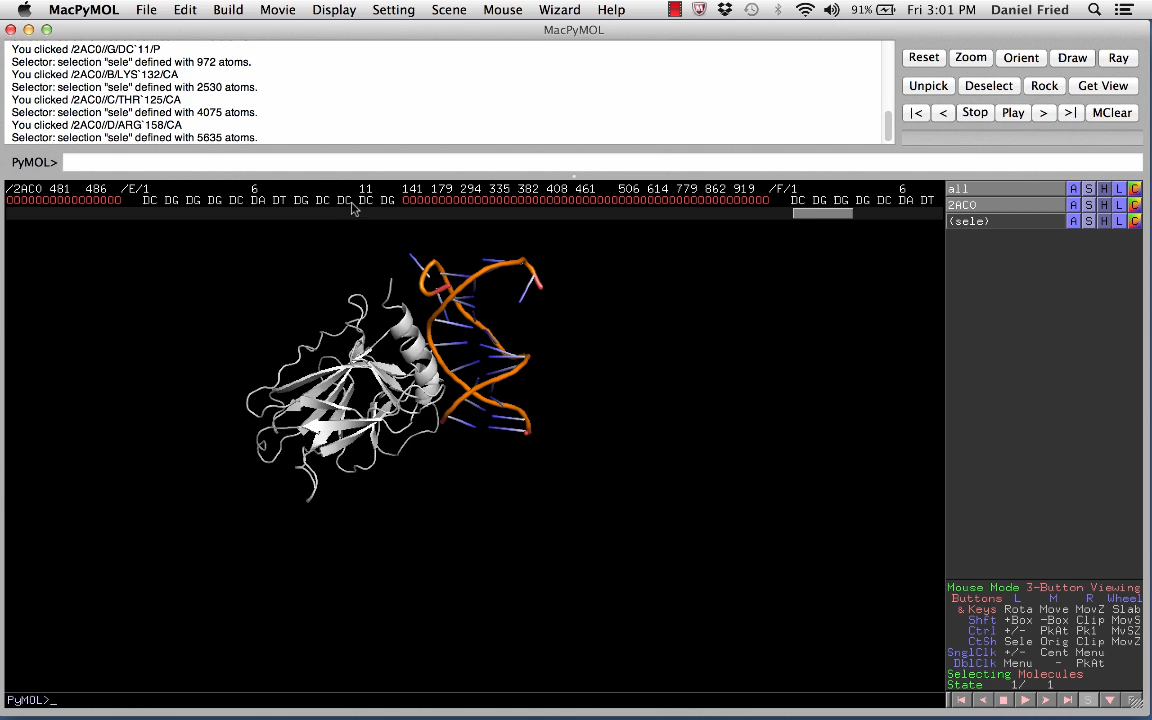 MacPyMOL File Edit Build Movie Display Setting Scene Mouse Wizard Help 91% Fri 3:01 PM Daniel Fried
MacPyMOL
You clicked /2AC0//G/DC`11/P
Selector: selection "sele" defined with 972 atoms.
You clicked /2AC0//B/LYS`132/CA
Selector: selection "sele" defined with 2530 atoms.
You clicked /2AC0//C/THR`125/CA
Selector: selection "sele" defined with 4075 atoms.
You clicked /2AC0//D/ARG`158/CA
Selector: selection "sele" defined with 5635 atoms.
Reset Zoom Orient Draw Ray
Unpick Deselect Rock Get View
|< < Stop Play > >| MClear
PyMOL>
/2AC0 481 486 /E/1 6 11 141 179 294 335 382 408 461 506 614 779 862 919 /F/1 6
OOOOOOOOOOOOOOOO DC DG DG DG DC DA DT DG DC DC DC DG OOOOOOOOOOOOOOOOOOOOOOOOOOOOOOOOOOOOOOOOOOOOOOOOOOO DC DG DG DG DC DA DT
all A S H L C
2AC0 A S H L C
(sele) A S H L C
Mouse Mode 3-Button Viewing
Buttons L M R Wheel
& Keys Rota Move MovZ Slab
Shft +Box -Box Clip MovS
Ctrl +/- PkAt Pk1 MvSZ
CtSh Sele Orig Clip MovZ
SnglClk +/- Cent Menu
DblClk Menu - PkAt
Selecting Molecules
State 1/ 1
PyMOL>_
S